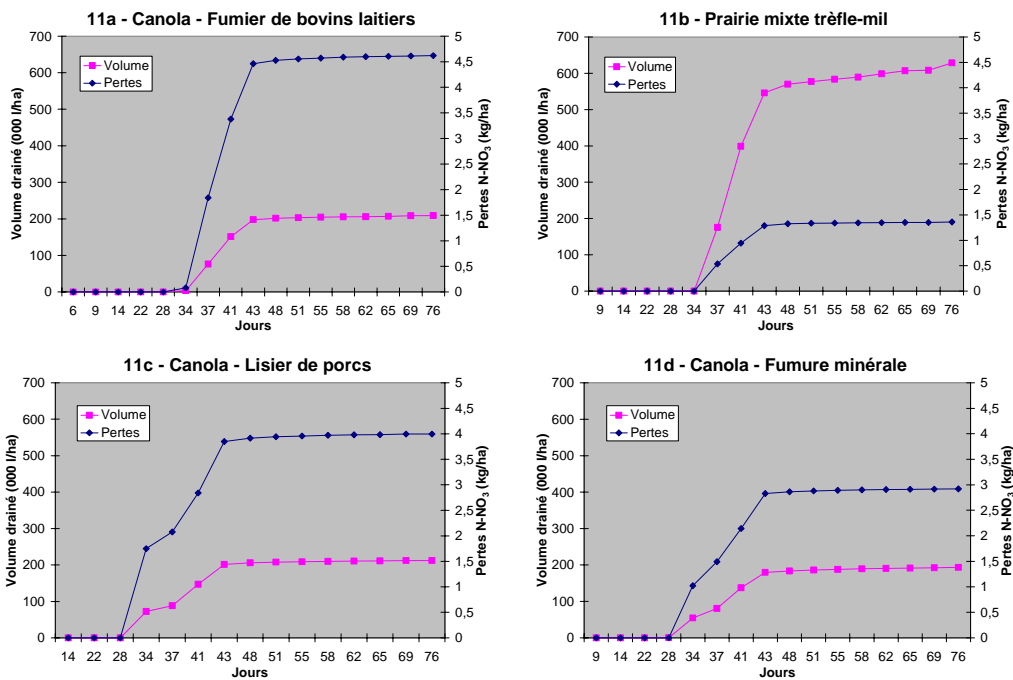 11a - Canola - Fumier de bovins laitiers
Volume drainé (000 l/ha)
700
600
500
400
300
200
100
0
Volume
Pertes
5
4,5
4
3,5
3
2,5
2
1,5
1
0,5
0
Pertes N-NO₃ (kg/ha)
6 9 14 22 28 34 37 41 43 48 51 55 58 62 65 69 76
Jours
11b - Prairie mixte trèfle-mil
Volume drainé (000 l/ha)
700
600
500
400
300
200
100
0
Volume
Pertes
5
4,5
4
3,5
3
2,5
2
1,5
1
0,5
0
Pertes N-NO₃ (kg/ha)
9 14 22 28 34 37 41 43 48 51 55 58 62 65 69 76
Jours
11c - Canola - Lisier de porcs
Volume drainé (000 l/ha)
700
600
500
400
300
200
100
0
Volume
Pertes
5
4,5
4
3,5
3
2,5
2
1,5
1
0,5
0
Pertes N-NO₃ (kg/ha)
14 22 28 34 37 41 43 48 51 55 58 62 65 69 76
Jours
11d - Canola - Fumure minérale
Volume drainé (000 l/ha)
700
600
500
400
300
200
100
0
Volume
Pertes
5
4,5
4
3,5
3
2,5
2
1,5
1
0,5
0
Pertes N-NO₃ (kg/ha)
9 14 22 28 34 37 41 43 48 51 55 58 62 65 69 76
Jours